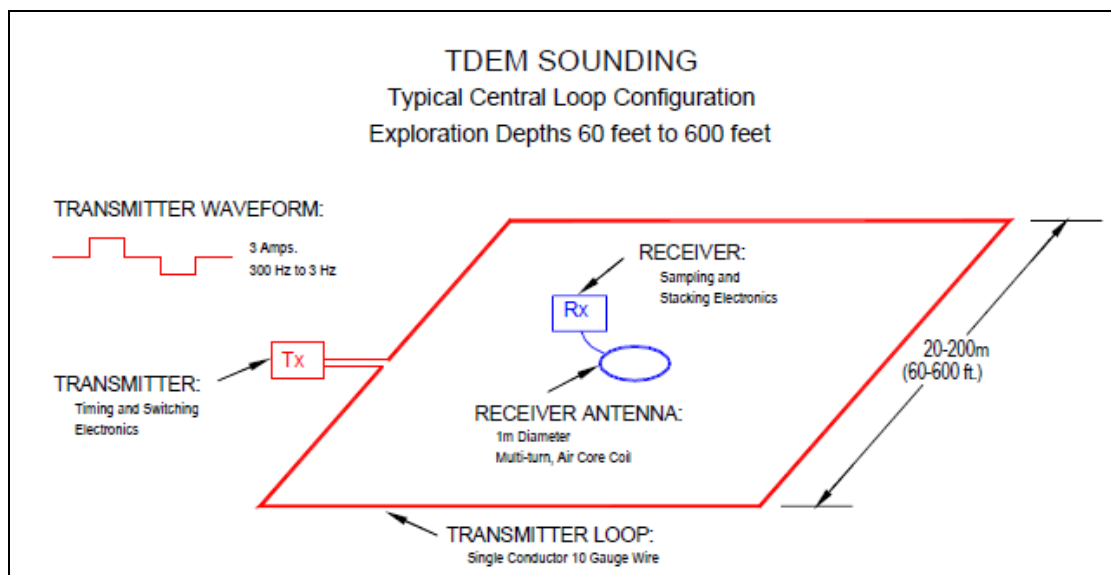 TDEM SOUNDING
Typical Central Loop Configuration
Exploration Depths 60 feet to 600 feet
TRANSMITTER WAVEFORM:
3 Amps.
300 Hz to 3 Hz
RECEIVER:
Sampling and
Stacking Electronics
Rx
Tx
20-200m
(60-600 ft.)
TRANSMITTER:
Timing and Switching
Electronics
RECEIVER ANTENNA:
1m Diameter
Multi-turn, Air Core Coil
TRANSMITTER LOOP:
Single Conductor 10 Gauge Wire